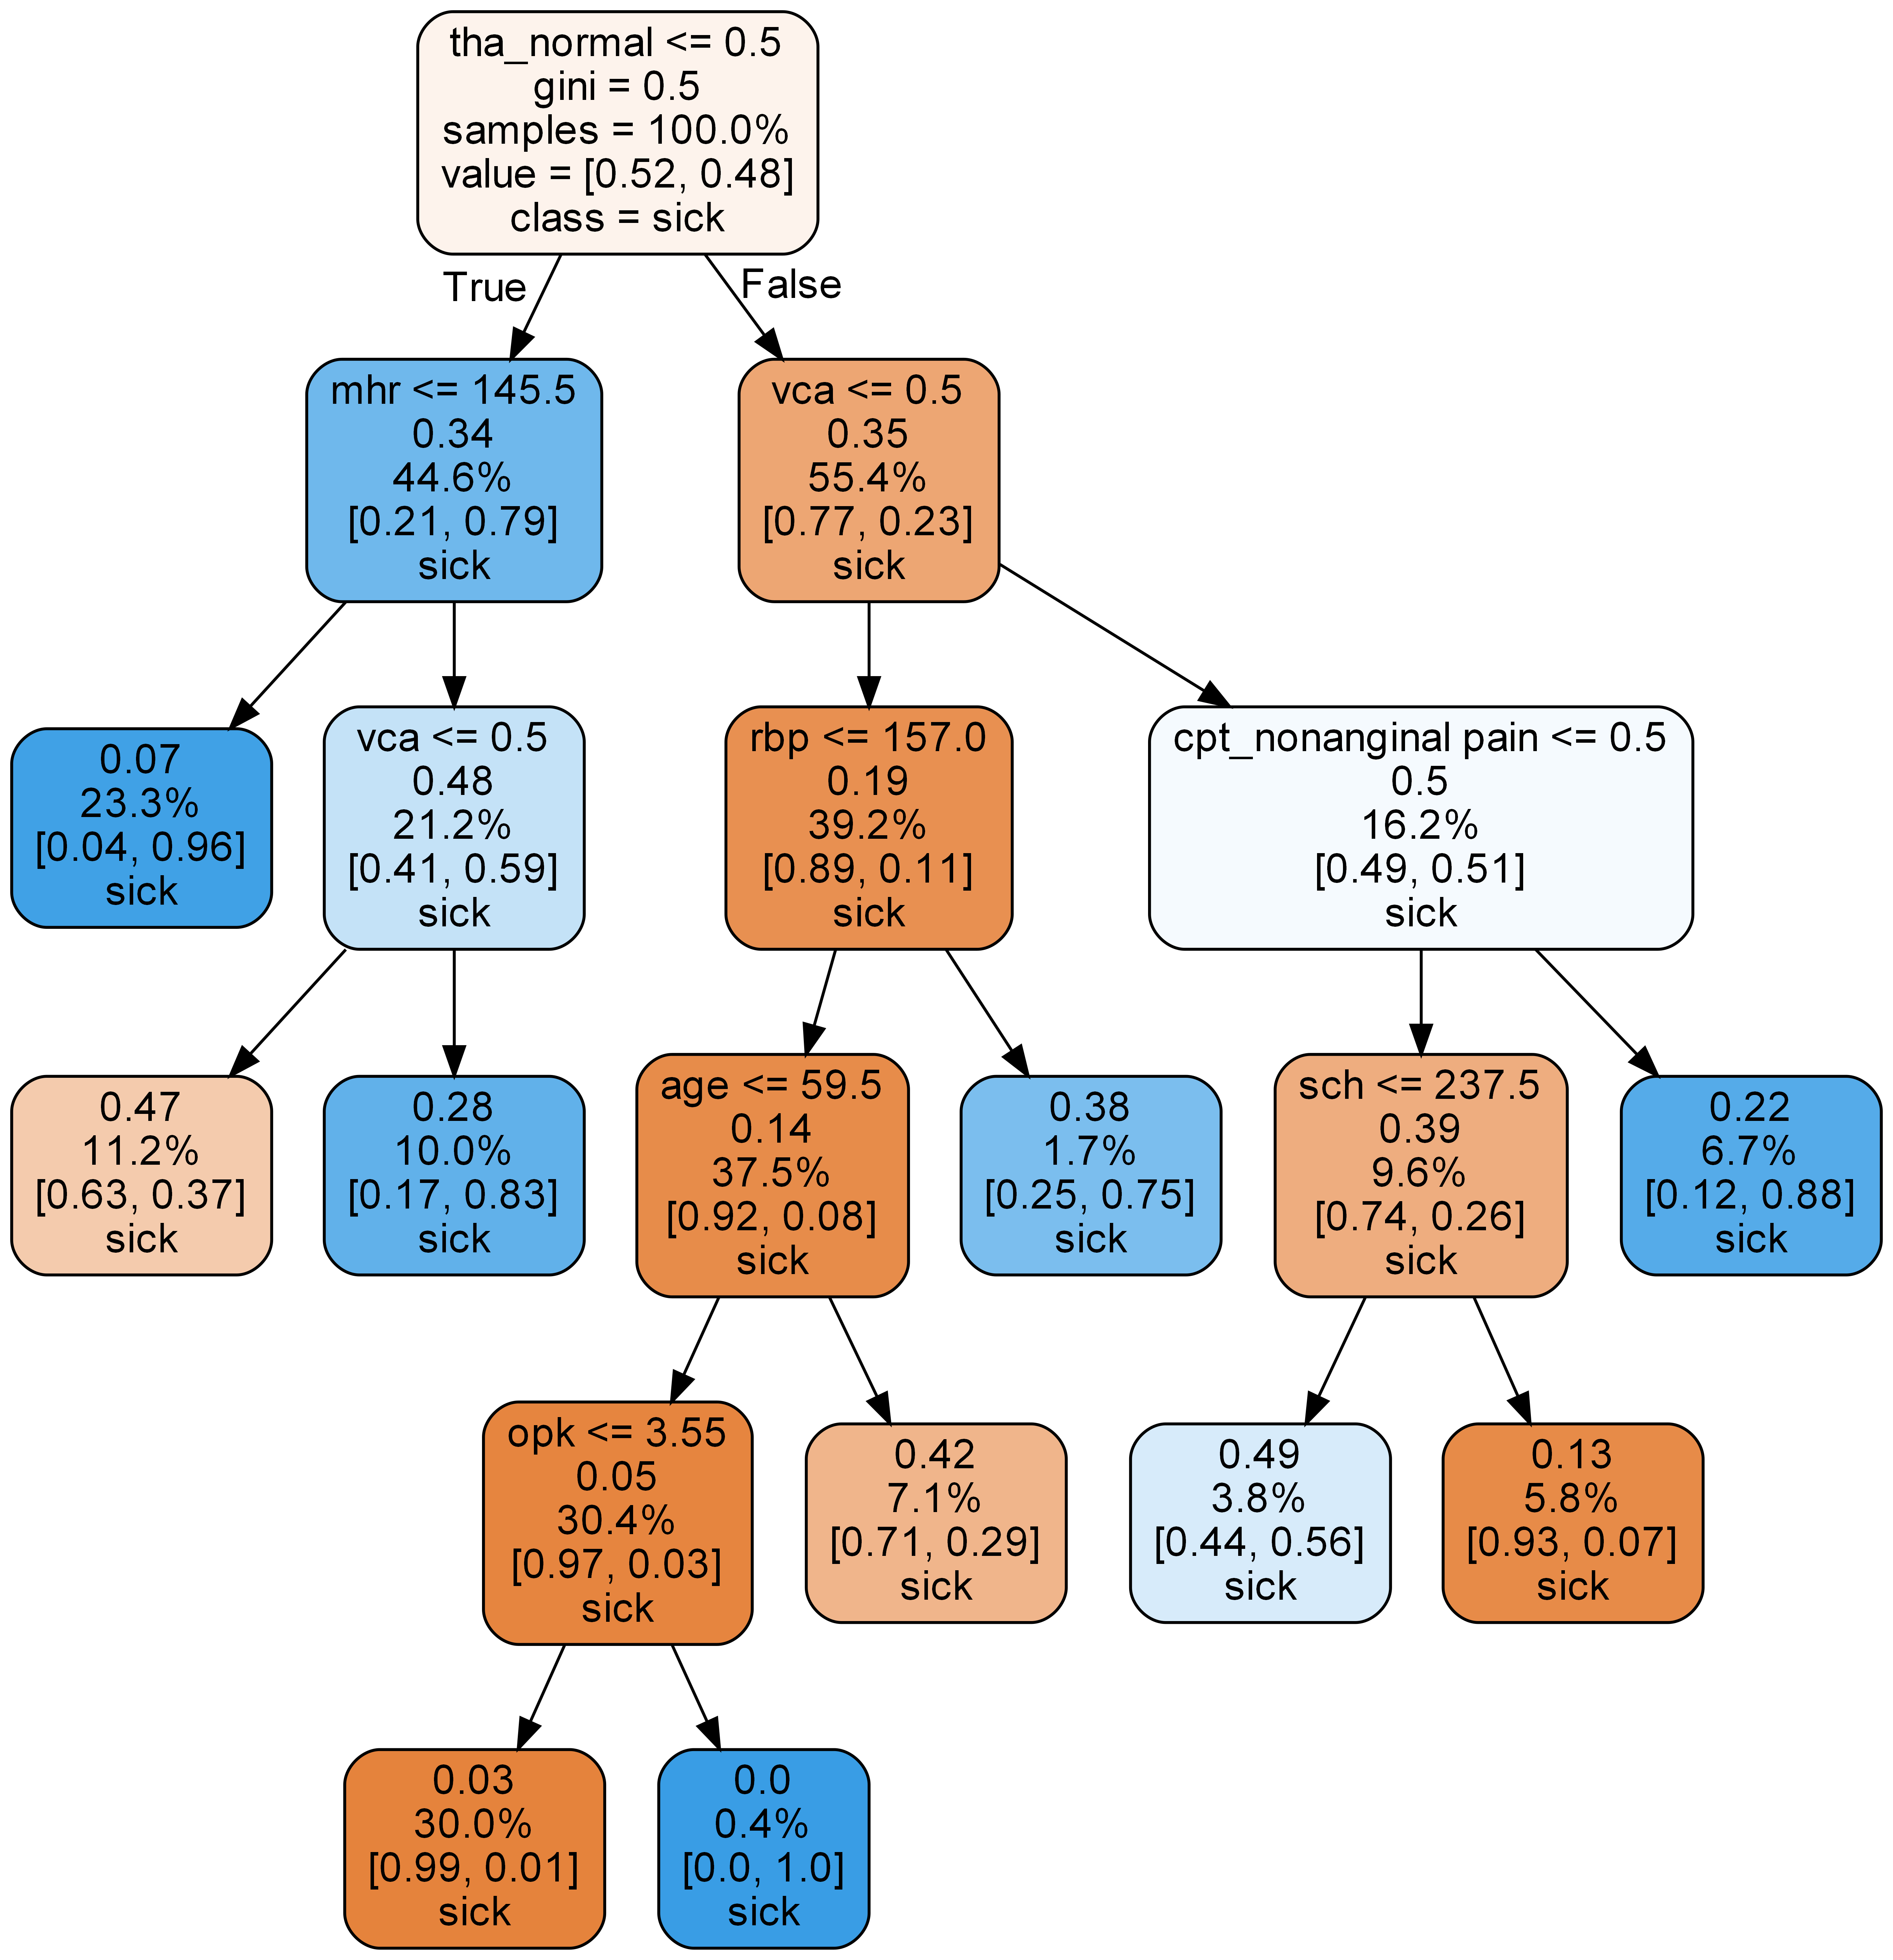 tha_normal <= 0.5
gini = 0.5
samples = 100.0%
value = [0.52, 0.48]
class = sick
True
False
mhr <= 145.5
0.34
44.6%
[0.21, 0.79]
sick
vca <= 0.5
0.35
55.4%
[0.77, 0.23]
sick
0.07
23.3%
[0.04, 0.96]
sick
vca <= 0.5
0.48
21.2%
[0.41, 0.59]
sick
rbp <= 157.0
0.19
39.2%
[0.89, 0.11]
sick
cpt_nonanginal pain <= 0.5
0.5
16.2%
[0.49, 0.51]
sick
0.47
11.2%
[0.63, 0.37]
sick
0.28
10.0%
[0.17, 0.83]
sick
age <= 59.5
0.14
37.5%
[0.92, 0.08]
sick
0.38
1.7%
[0.25, 0.75]
sick
sch <= 237.5
0.39
9.6%
[0.74, 0.26]
sick
0.22
6.7%
[0.12, 0.88]
sick
opk <= 3.55
0.05
30.4%
[0.97, 0.03]
sick
0.42
7.1%
[0.71, 0.29]
sick
0.49
3.8%
[0.44, 0.56]
sick
0.13
5.8%
[0.93, 0.07]
sick
0.03
30.0%
[0.99, 0.01]
sick
0.0
0.4%
[0.0, 1.0]
sick